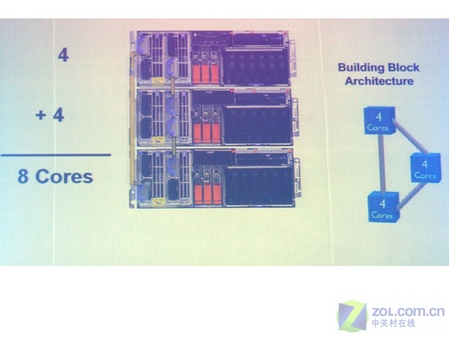 4
+ 4
8 Cores
Building Block
Architecture
4
Cores
4
Cores
4
Cores
ZOL.COM.CN
中关村在线